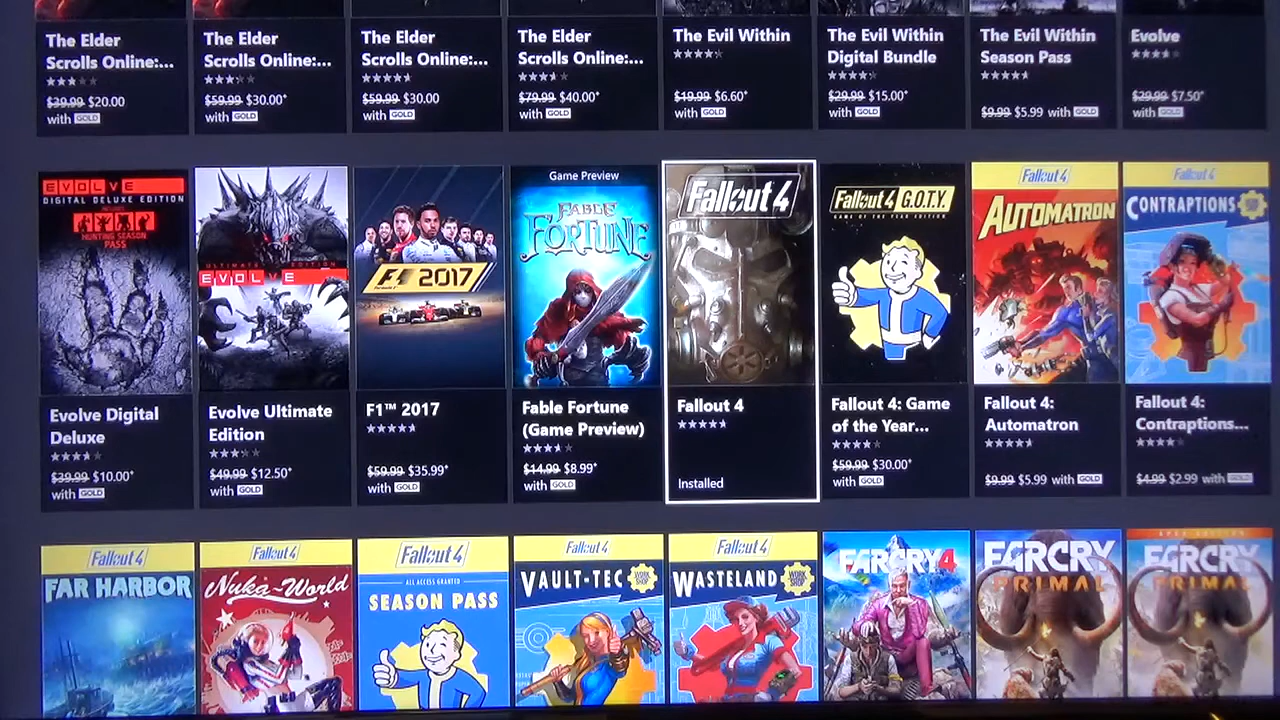 The Elder
Scrolls Online:...
$39.99 $20.00
with GOLD
The Elder
Scrolls Online:...
$59.99 $30.00*
with GOLD
The Elder
Scrolls Online:...
$59.99 $30.00
with GOLD
The Elder
Scrolls Online:...
$79.99 $40.00*
with GOLD
The Evil Within
$19.99 $6.60*
with GOLD
The Evil Within
Digital Bundle
$29.99 $15.00*
with GOLD
The Evil Within
Season Pass
$9.99 $5.99 with GOLD
Evolve
$29.99 $7.50*
with GOLD
EVOLVE
DIGITAL DELUXE EDITION
INCLUDES
HUNTING SEASON
PASS
Evolve Digital
Deluxe
$39.99 $10.00*
with GOLD
ULTIMATE EDITION
EVOLVE
Evolve Ultimate
Edition
$49.99 $12.50*
with GOLD
F1 2017
F1™ 2017
$59.99 $35.99*
with GOLD
Game Preview
FABLE
FORTUNE
Fable Fortune
(Game Preview)
$14.99 $8.99*
with GOLD
Fallout 4
Fallout 4
Installed
Fallout 4 G.O.T.Y.
GAME OF THE YEAR EDITION
Fallout 4: Game
of the Year...
$59.99 $30.00*
with GOLD
Fallout 4
AUTOMATRON
Fallout 4:
Automatron
$9.99 $5.99 with GOLD
Fallout 4
CONTRAPTIONS
Fallout 4:
Contraptions...
$4.99 $2.99 with GOLD
Fallout 4
FAR HARBOR
Fallout 4
Nuka-World
Fallout 4
ALL ACCESS GRANTED
SEASON PASS
Fallout 4
VAULT-TEC
WORK
SHOP
Fallout 4
WASTELAND
WORK
SHOP
FARCRY4
FARCRY
PRIMAL
APEX EDITION
FARCRY
PRIMAL